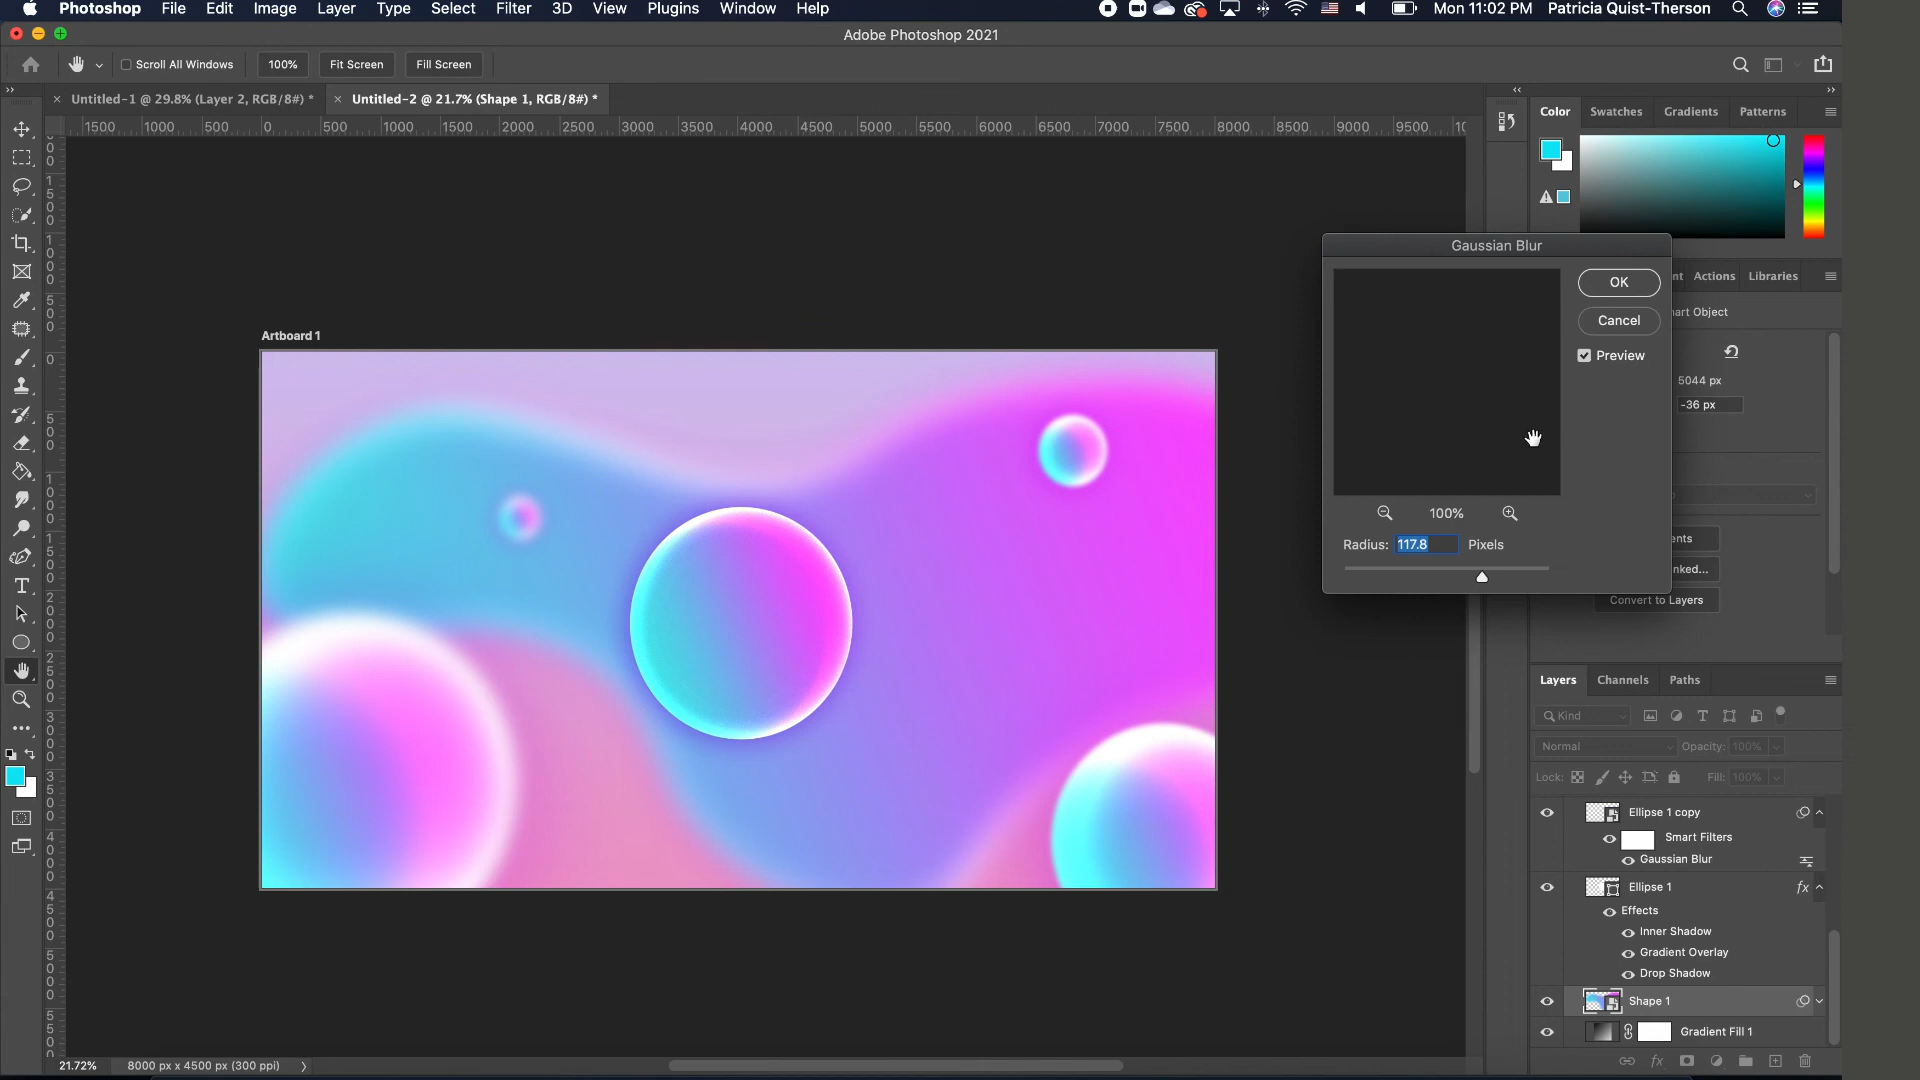 Photoshop File Edit Image Layer Type Select Filter 3D View Plugins Window Help Mon 11:02 PM Patricia Quist-Therson
Adobe Photoshop 2021
Scroll All Windows 100% Fit Screen Fill Screen
Untitled-1 @ 29.8% (Layer 2, RGB/8#) * Untitled-2 @ 21.7% (Shape 1, RGB/8#) *
1500 1000 500 0 500 1000 1500 2000 2500 3000 3500 4000 4500 5000 5500 6000 6500 7000 7500 8000 8500 9000 9500
Color Swatches Gradients Patterns
Gaussian Blur
OK
Cancel
Preview
100%
Radius: 117.8 Pixels
nt Actions Libraries
art Object
5044 px
-36 px
ents
nked...
Convert to Layers
Artboard 1
Layers Channels Paths
Kind
Normal Opacity: 100%
Lock: Fill: 100%
Ellipse 1 copy
Smart Filters
Gaussian Blur
Ellipse 1 fx
Effects
Inner Shadow
Gradient Overlay
Drop Shadow
Shape 1
Gradient Fill 1
fx
21.72% 8000 px x 4500 px (300 ppi)